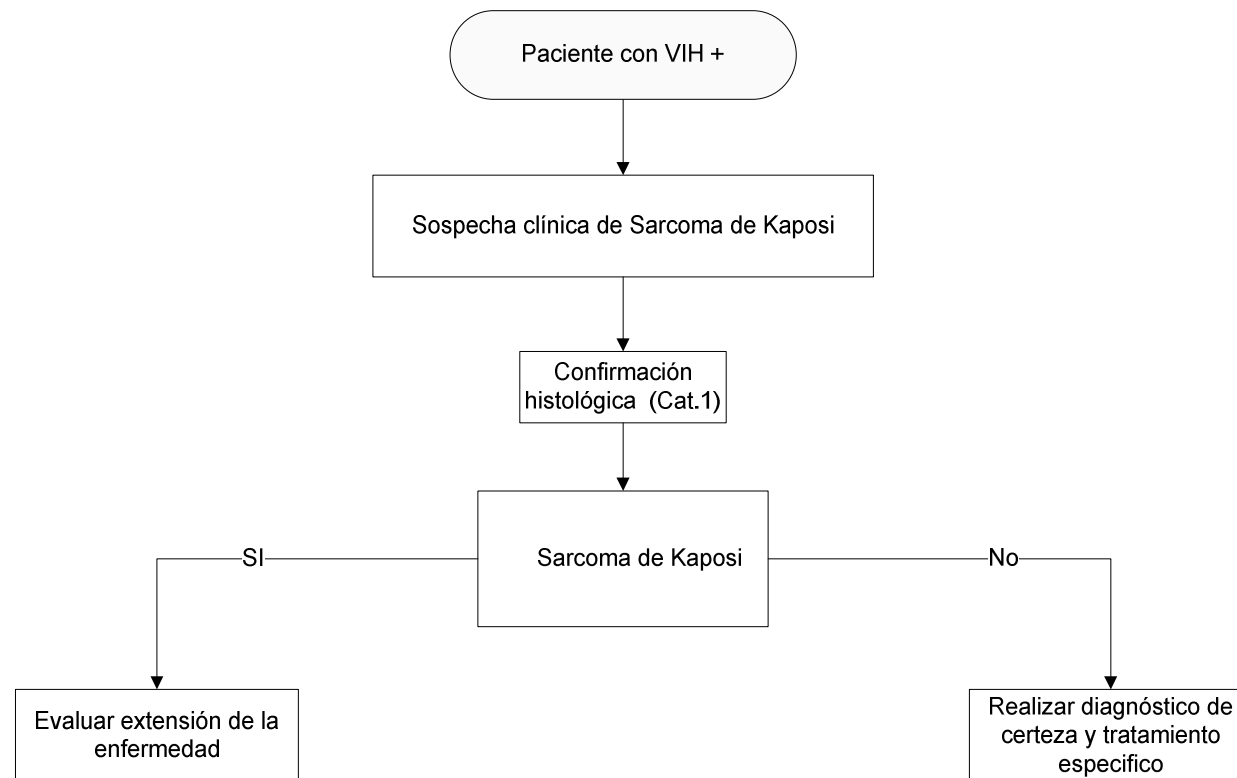 Paciente con VIH +
Sospecha clínica de Sarcoma de Kaposi
Confirmación
histológica (Cat.1)
Sarcoma de Kaposi
SI
No
Evaluar extensión de la
enfermedad
Realizar diagnóstico de
certeza y tratamiento
especifico